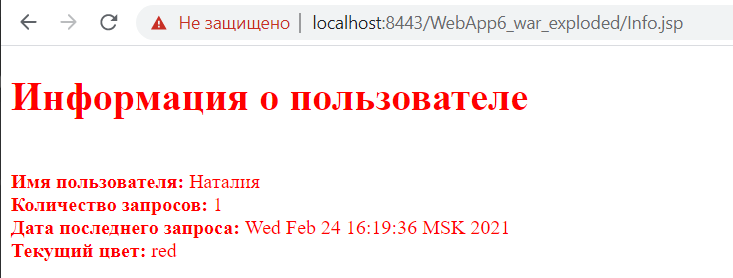 Не защищено | localhost:8443/WebApp6_war_exploded/Info.jsp
Информация о пользователе
Имя пользователя: Наталия
Количество запросов: 1
Дата последнего запроса: Wed Feb 24 16:19:36 MSK 2021
Текущий цвет: red